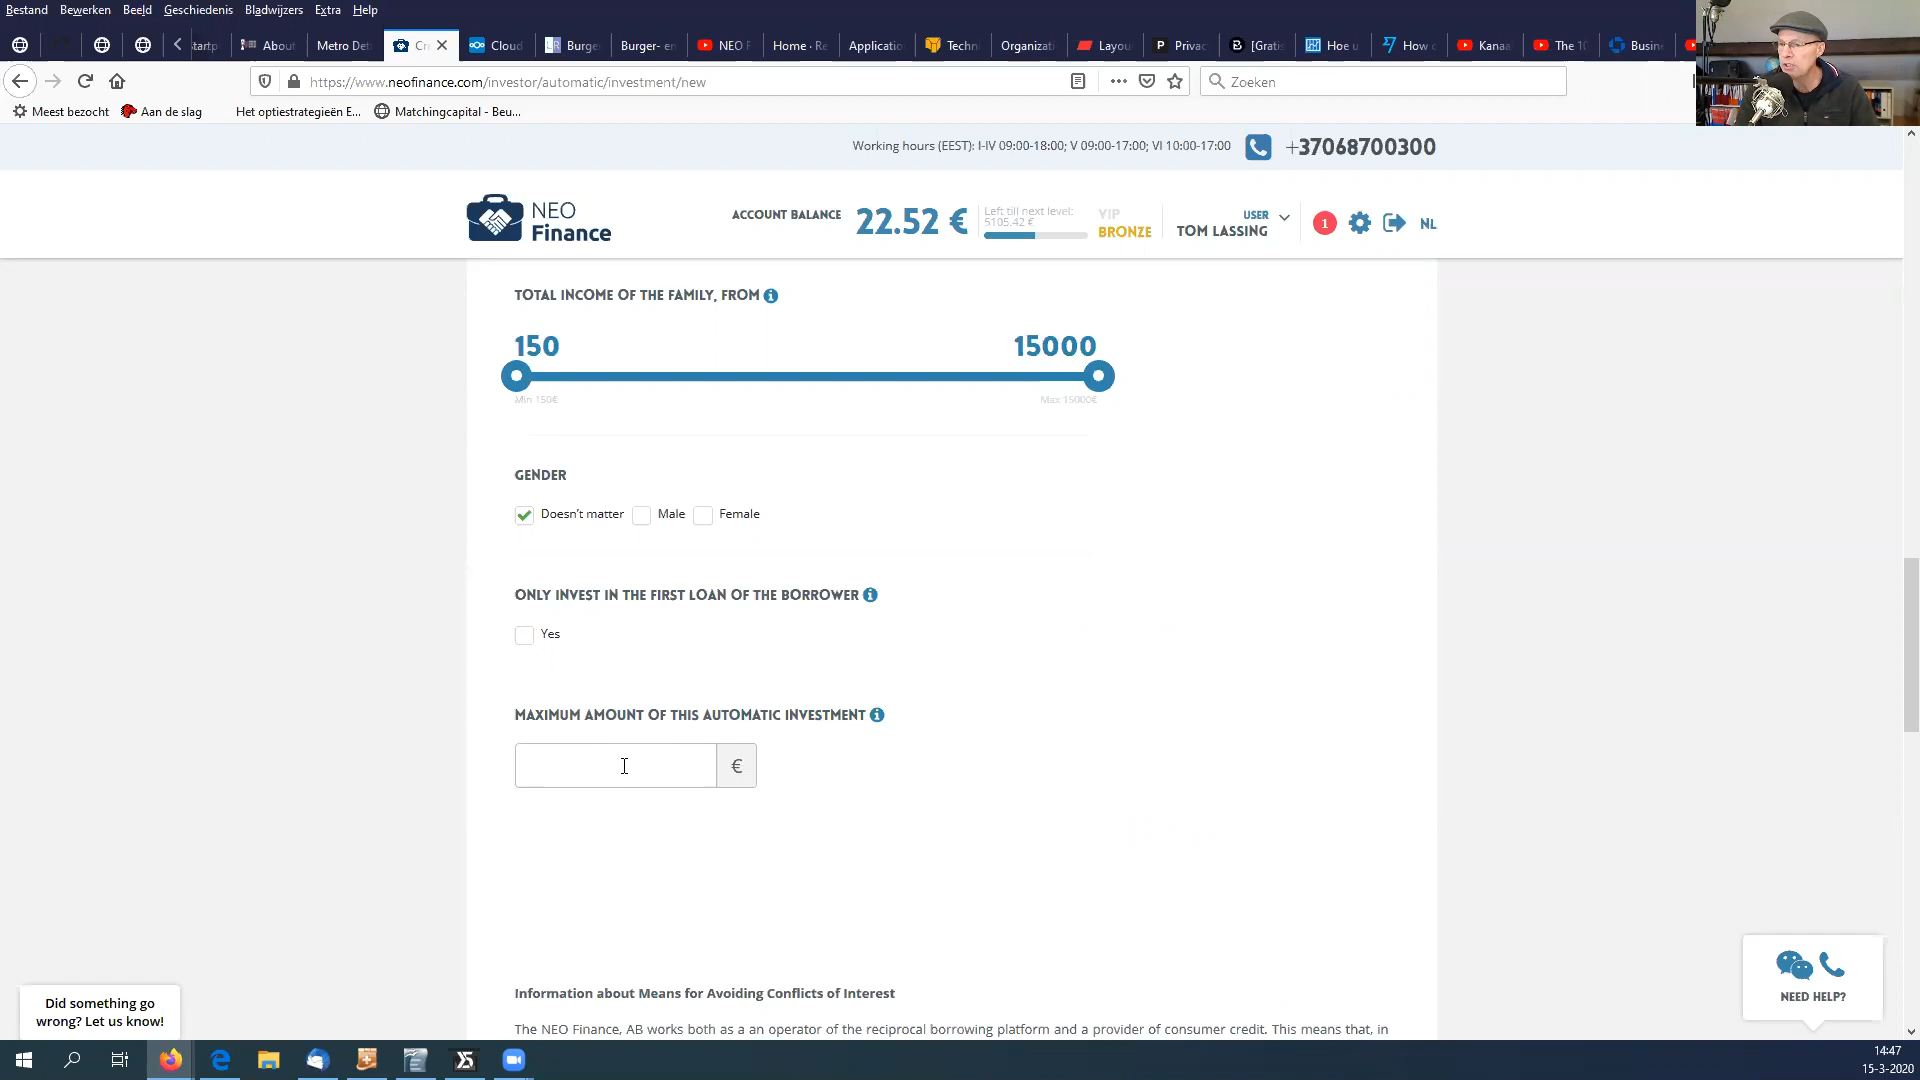 Bestand Bewerken Beeld Geschiedenis Bladwijzers Extra Help
startp About Metro Det Cr Cloud Burge Burger- en NEO F Home · Re Applicatio Techn Organizati Layou Priva [Grati Hoe u How Kanaa The 10 Busin
https://www.neofinance.com/investor/automatic/investment/new
Zoeken
Meest bezocht Aan de slag Het optiestrategieën E... Matchingcapital - Beu...
Working hours (EEST): I-IV 09:00-18:00; V 09:00-17:00; VI 10:00-17:00 +37068700300
NEO Finance
ACCOUNT BALANCE 22.52 €
Left till next level:
5105.42 €
VIP
BRONZE
USER
TOM LASSING
1
NL
TOTAL INCOME OF THE FAMILY, FROM
150 15000
Min 150€ Max 15000€
GENDER
Doesn't matter Male Female
ONLY INVEST IN THE FIRST LOAN OF THE BORROWER
Yes
MAXIMUM AMOUNT OF THIS AUTOMATIC INVESTMENT
€
NEED HELP?
Did something go
wrong? Let us know!
Information about Means for Avoiding Conflicts of Interest
The NEO Finance, AB works both as a an operator of the reciprocal borrowing platform and a provider of consumer credit. This means that, in
14:47
15-3-2020